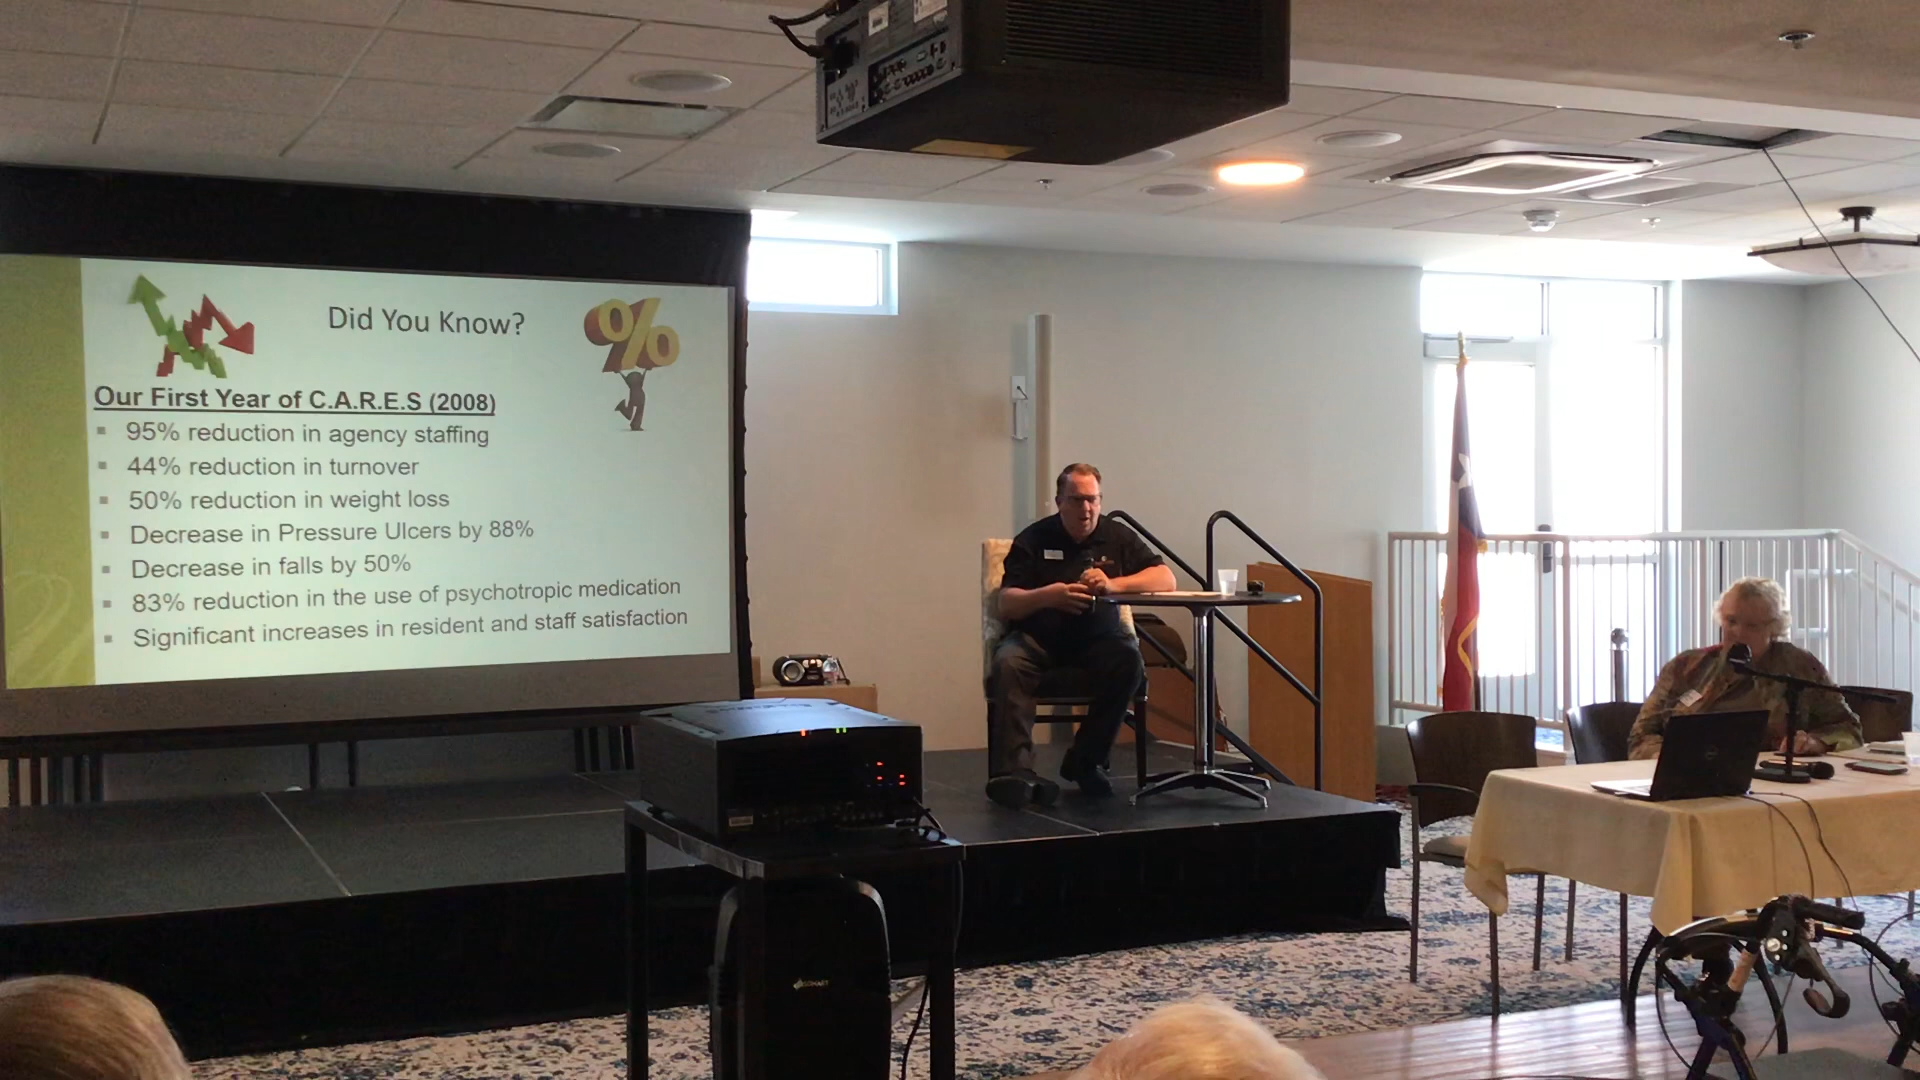 Did You Know?
%
Our First Year of C.A.R.E.S (2008)
95% reduction in agency staffing
44% reduction in turnover
50% reduction in weight loss
Decrease in Pressure Ulcers by 88%
Decrease in falls by 50%
83% reduction in the use of psychotropic medication
Significant increases in resident and staff satisfaction